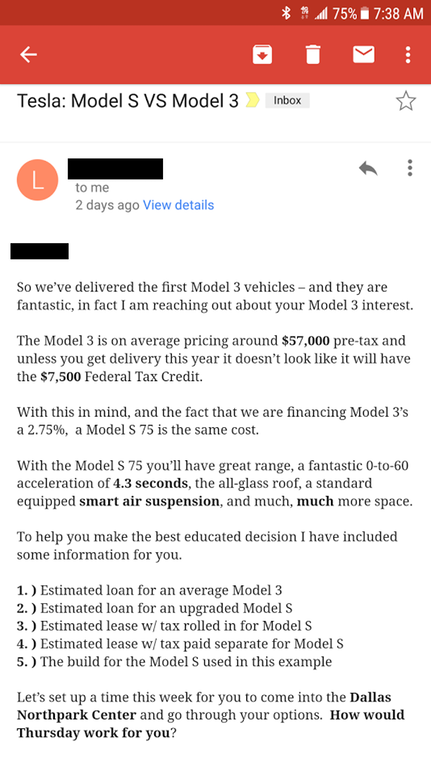 75% 7:38 AM
Tesla: Model S VS Model 3 Inbox
L
to me
2 days ago View details
So we've delivered the first Model 3 vehicles – and they are
fantastic, in fact I am reaching out about your Model 3 interest.
The Model 3 is on average pricing around $57,000 pre-tax and
unless you get delivery this year it doesn't look like it will have
the $7,500 Federal Tax Credit.
With this in mind, and the fact that we are financing Model 3's
a 2.75%, a Model S 75 is the same cost.
With the Model S 75 you'll have great range, a fantastic 0-to-60
acceleration of 4.3 seconds, the all-glass roof, a standard
equipped smart air suspension, and much, much more space.
To help you make the best educated decision I have included
some information for you.
1. ) Estimated loan for an average Model 3
2. ) Estimated loan for an upgraded Model S
3. ) Estimated lease w/ tax rolled in for Model S
4. ) Estimated lease w/ tax paid separate for Model S
5. ) The build for the Model S used in this example
Let's set up a time this week for you to come into the Dallas
Northpark Center and go through your options. How would
Thursday work for you?